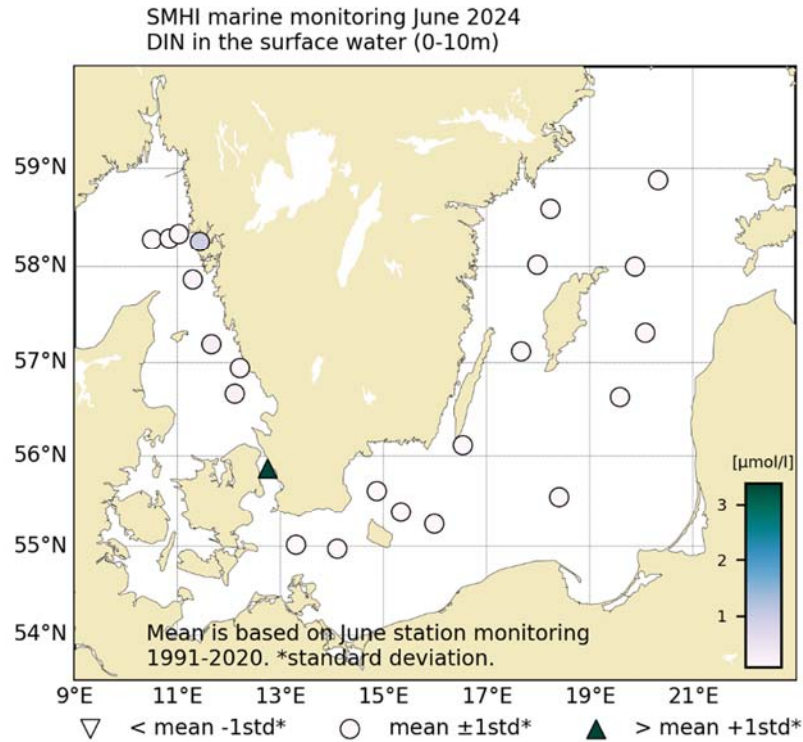 SMHI marine monitoring June 2024
DIN in the surface water (0-10m)
59°N
58°N
57°N
56°N
[µmol/l]
3
55°N
2
1
54°N
Mean is based on June station monitoring
1991-2020. *standard deviation.
9°E 11°E 13°E 15°E 17°E 19°E 21°E
< mean -1std* mean ±1std* > mean +1std*